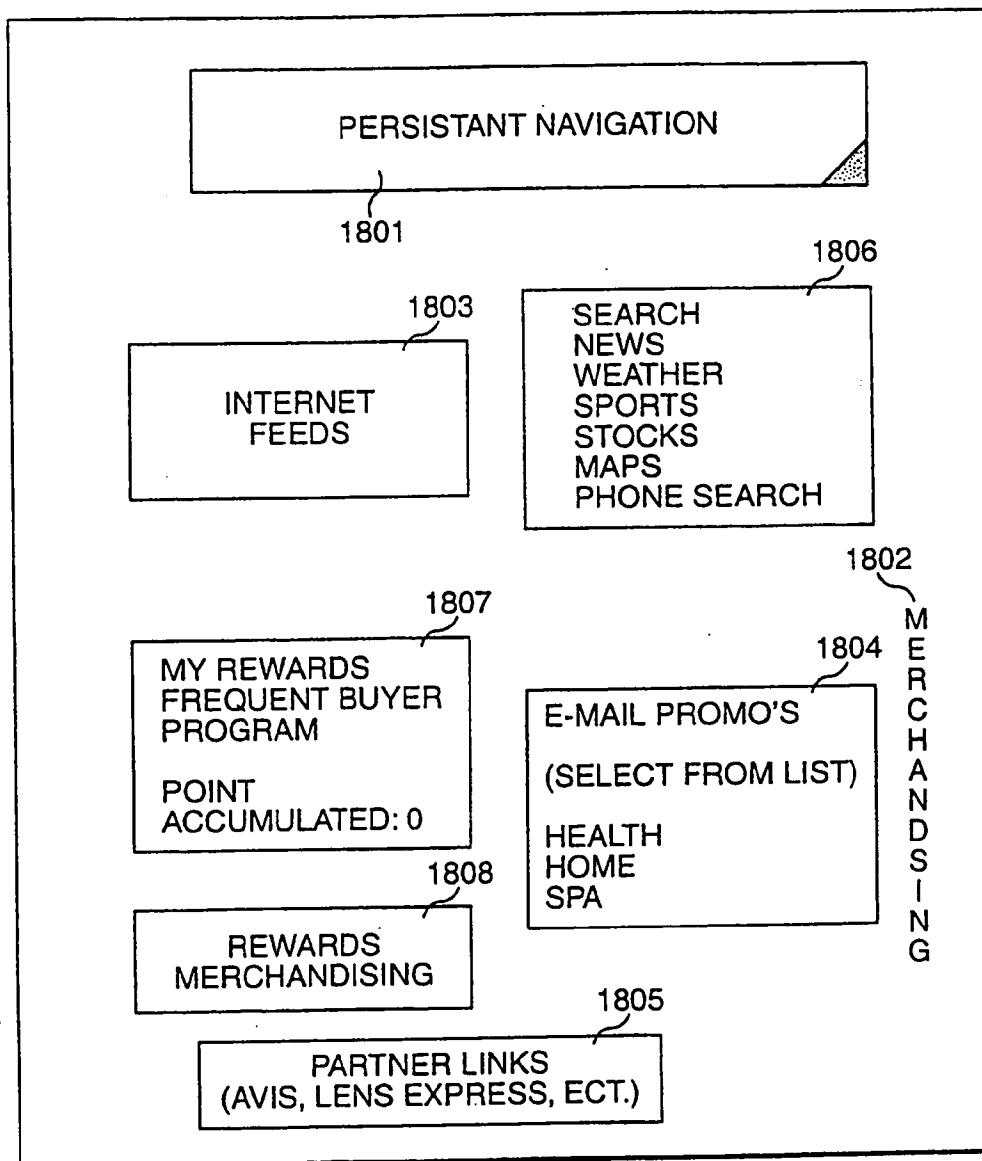 PERSISTANT NAVIGATION
1801
1806
SEARCH
NEWS
WEATHER
SPORTS
STOCKS
MAPS
PHONE SEARCH
1803
INTERNET
FEEDS
1802
MERCHANDSING
1807
MY REWARDS
FREQUENT BUYER
PROGRAM
POINT
ACCUMULATED: 0
1804
E-MAIL PROMO'S
(SELECT FROM LIST)
HEALTH
HOME
SPA
1808
REWARDS
MERCHANDISING
1805
PARTNER LINKS
(AVIS, LENS EXPRESS, ECT.)